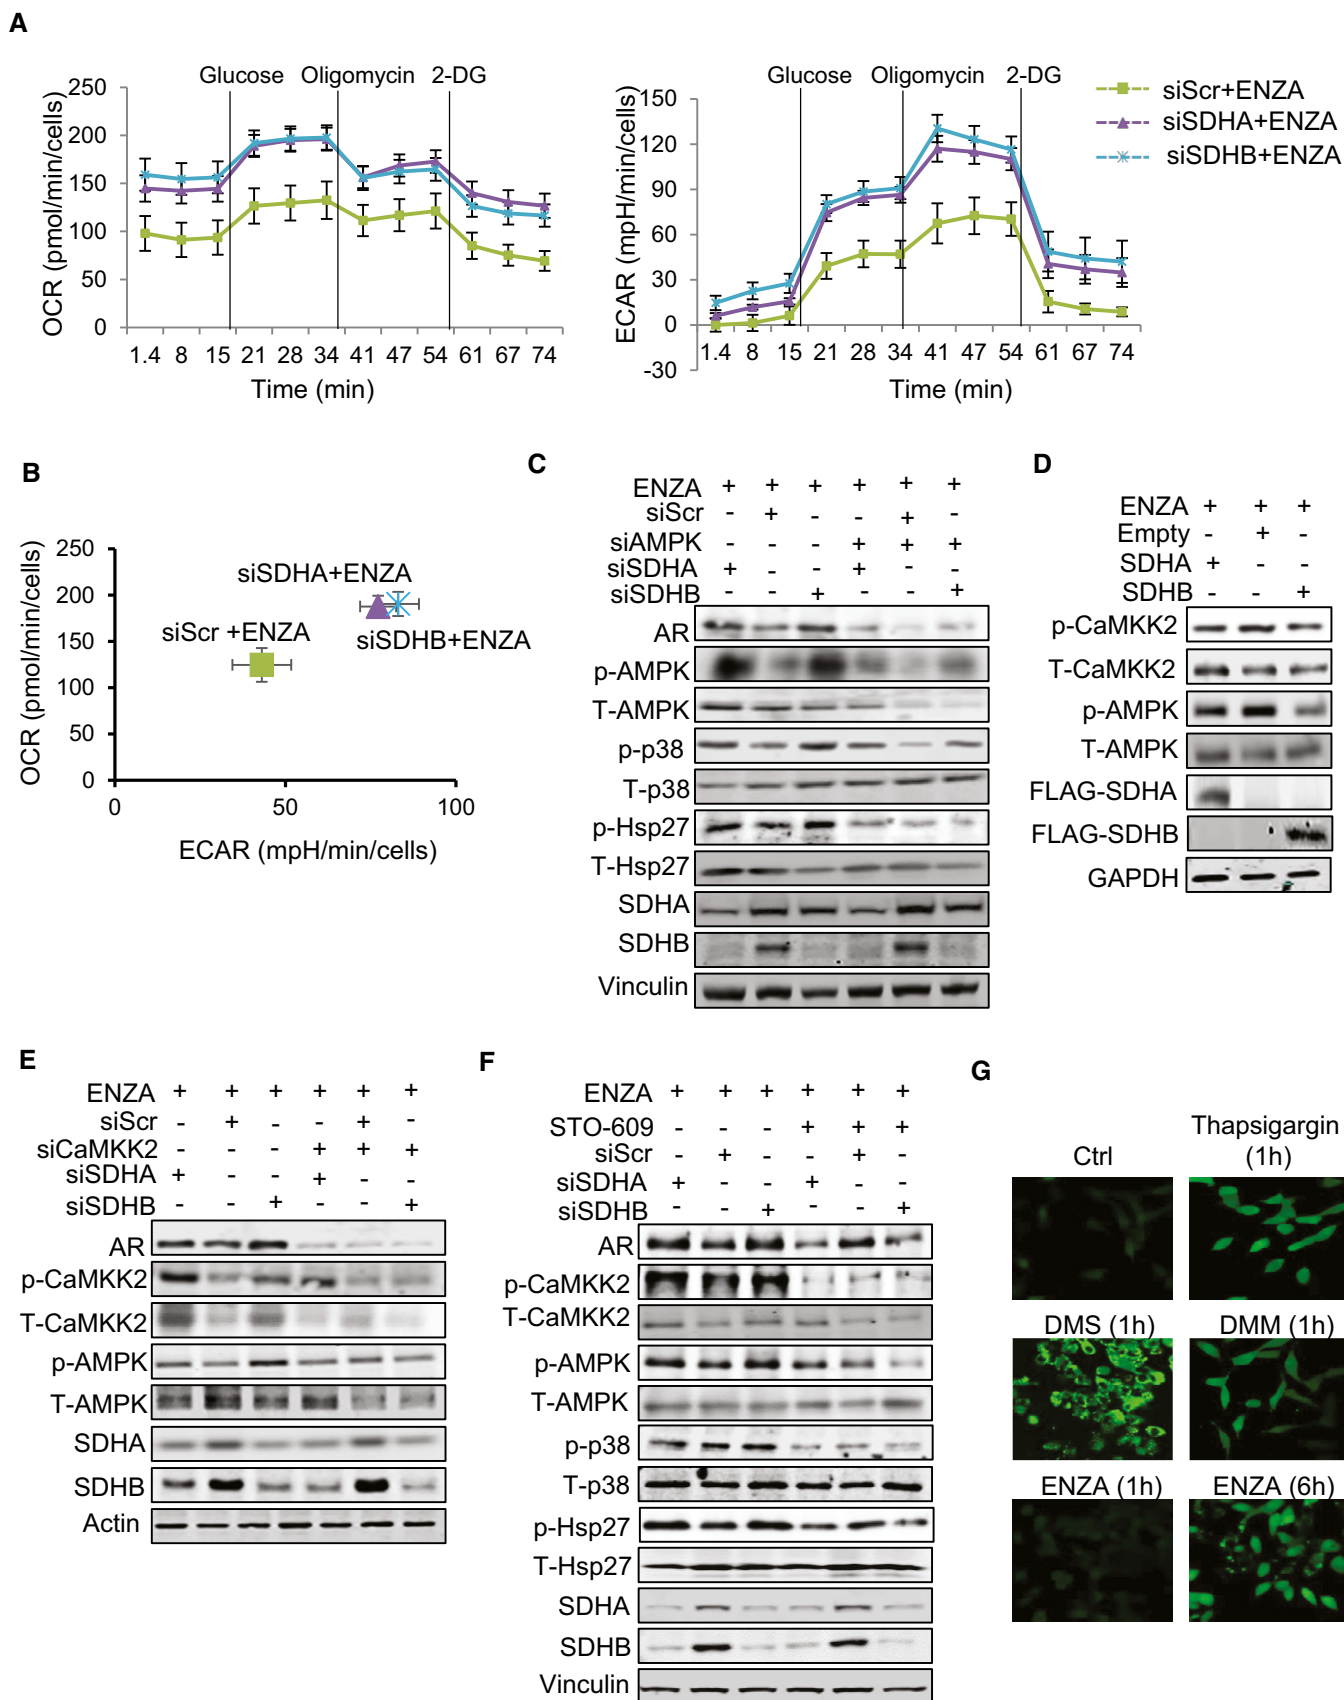 A
Glucose Oligomycin 2-DG
OCR (pmol/min/cells)
250
200
150
100
50
0
1.4 8 15 21 28 34 41 47 54 61 67 74
Time (min)
Glucose Oligomycin 2-DG
ECAR (mpH/min/cells)
150
120
90
60
30
0
-30
1.4 8 15 21 28 34 41 47 54 61 67 74
Time (min)
siScr+ENZA
siSDHA+ENZA
siSDHB+ENZA
B
OCR (pmol/min/cells)
250
200
150
100
50
0
siSDHA+ENZA
siScr +ENZA
siSDHB+ENZA
0 50 100
ECAR (mpH/min/cells)
C
ENZA + + + + + +
siScr - + - - + -
siAMPK - - - + + +
siSDHA + - - + - -
siSDHB - - + - - +
AR
p-AMPK
T-AMPK
p-p38
T-p38
p-Hsp27
T-Hsp27
SDHA
SDHB
Vinculin
D
ENZA + + +
Empty - + -
SDHA + - -
SDHB - - +
p-CaMKK2
T-CaMKK2
p-AMPK
T-AMPK
FLAG-SDHA
FLAG-SDHB
GAPDH
E
ENZA + + + + + +
siScr - + - - + -
siCaMKK2 - - - + + +
siSDHA + - - + - -
siSDHB - - + - - +
AR
p-CaMKK2
T-CaMKK2
p-AMPK
T-AMPK
SDHA
SDHB
Actin
F
ENZA + + + + + +
STO-609 - - - + + +
siScr - + - - + -
siSDHA + - - + - -
siSDHB - - + - - +
AR
p-CaMKK2
T-CaMKK2
p-AMPK
T-AMPK
p-p38
T-p38
p-Hsp27
T-Hsp27
SDHA
SDHB
Vinculin
G
Ctrl
Thapsigargin
(1h)
DMS (1h) DMM (1h)
ENZA (1h) ENZA (6h)